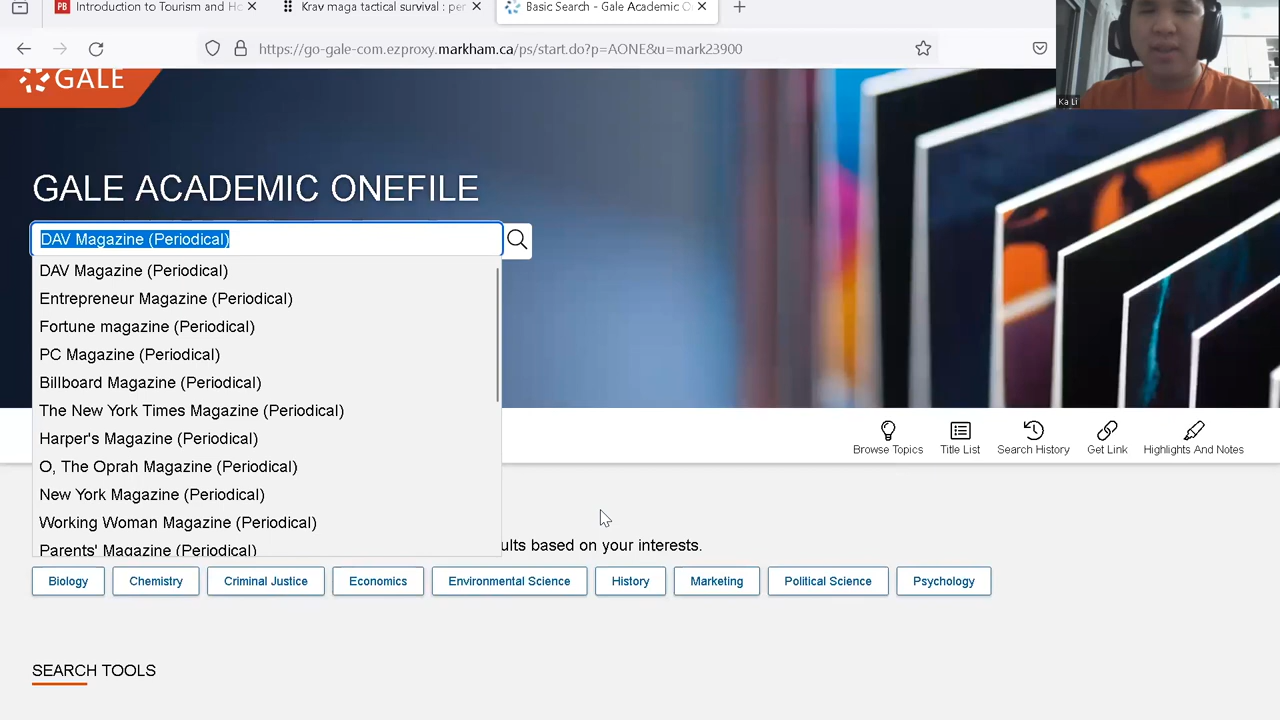 Introduction to Tourism and Ho
Krav maga tactical survival : per
Basic Search - Gale Academic O
https://go-gale-com.ezproxy.markham.ca/ps/start.do?p=AONE&u=mark23900
Ka Li
GALE
GALE ACADEMIC ONEFILE
DAV Magazine (Periodical)
DAV Magazine (Periodical)
Entrepreneur Magazine (Periodical)
Fortune magazine (Periodical)
PC Magazine (Periodical)
Billboard Magazine (Periodical)
The New York Times Magazine (Periodical)
Harper's Magazine (Periodical)
O, The Oprah Magazine (Periodical)
New York Magazine (Periodical)
Working Woman Magazine (Periodical)
Parents' Magazine (Periodical)
Browse Topics Title List Search History Get Link Highlights And Notes
ults based on your interests.
Biology Chemistry Criminal Justice Economics Environmental Science History Marketing Political Science Psychology
SEARCH TOOLS